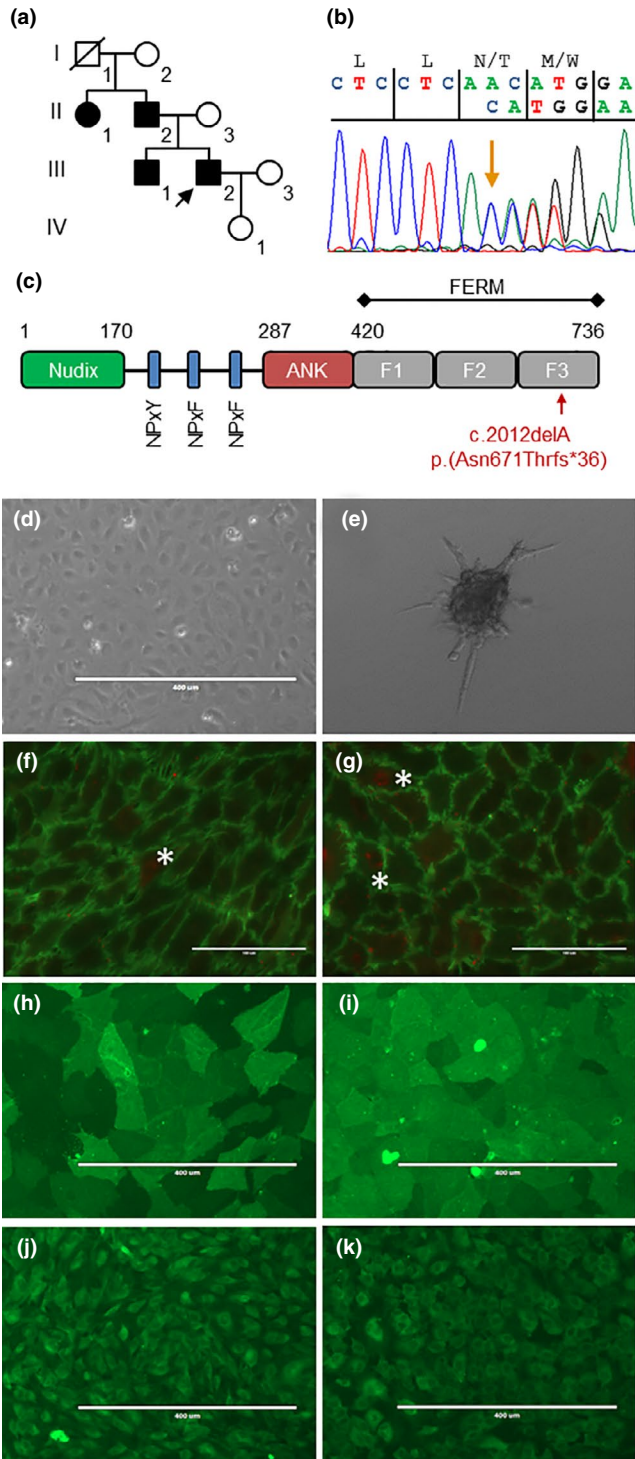 (a)
I
1
2
II
1
2
3
III
1
2
3
IV
1
(b)
L L N/T M/W
C T C C T C A A C A T G G A
C A T G G A A
(c)
FERM
1 170 287 420 736
Nudix ANK F1 F2 F3
NPxY
NPxF
NPxF
c.2012delA
p.(Asn671Thrfs*36)
(d)
400 um
(e)
(f)
*
(g)
*
*
(h)
400 um
(i)
400 um
(j)
400 um
(k)
400 um